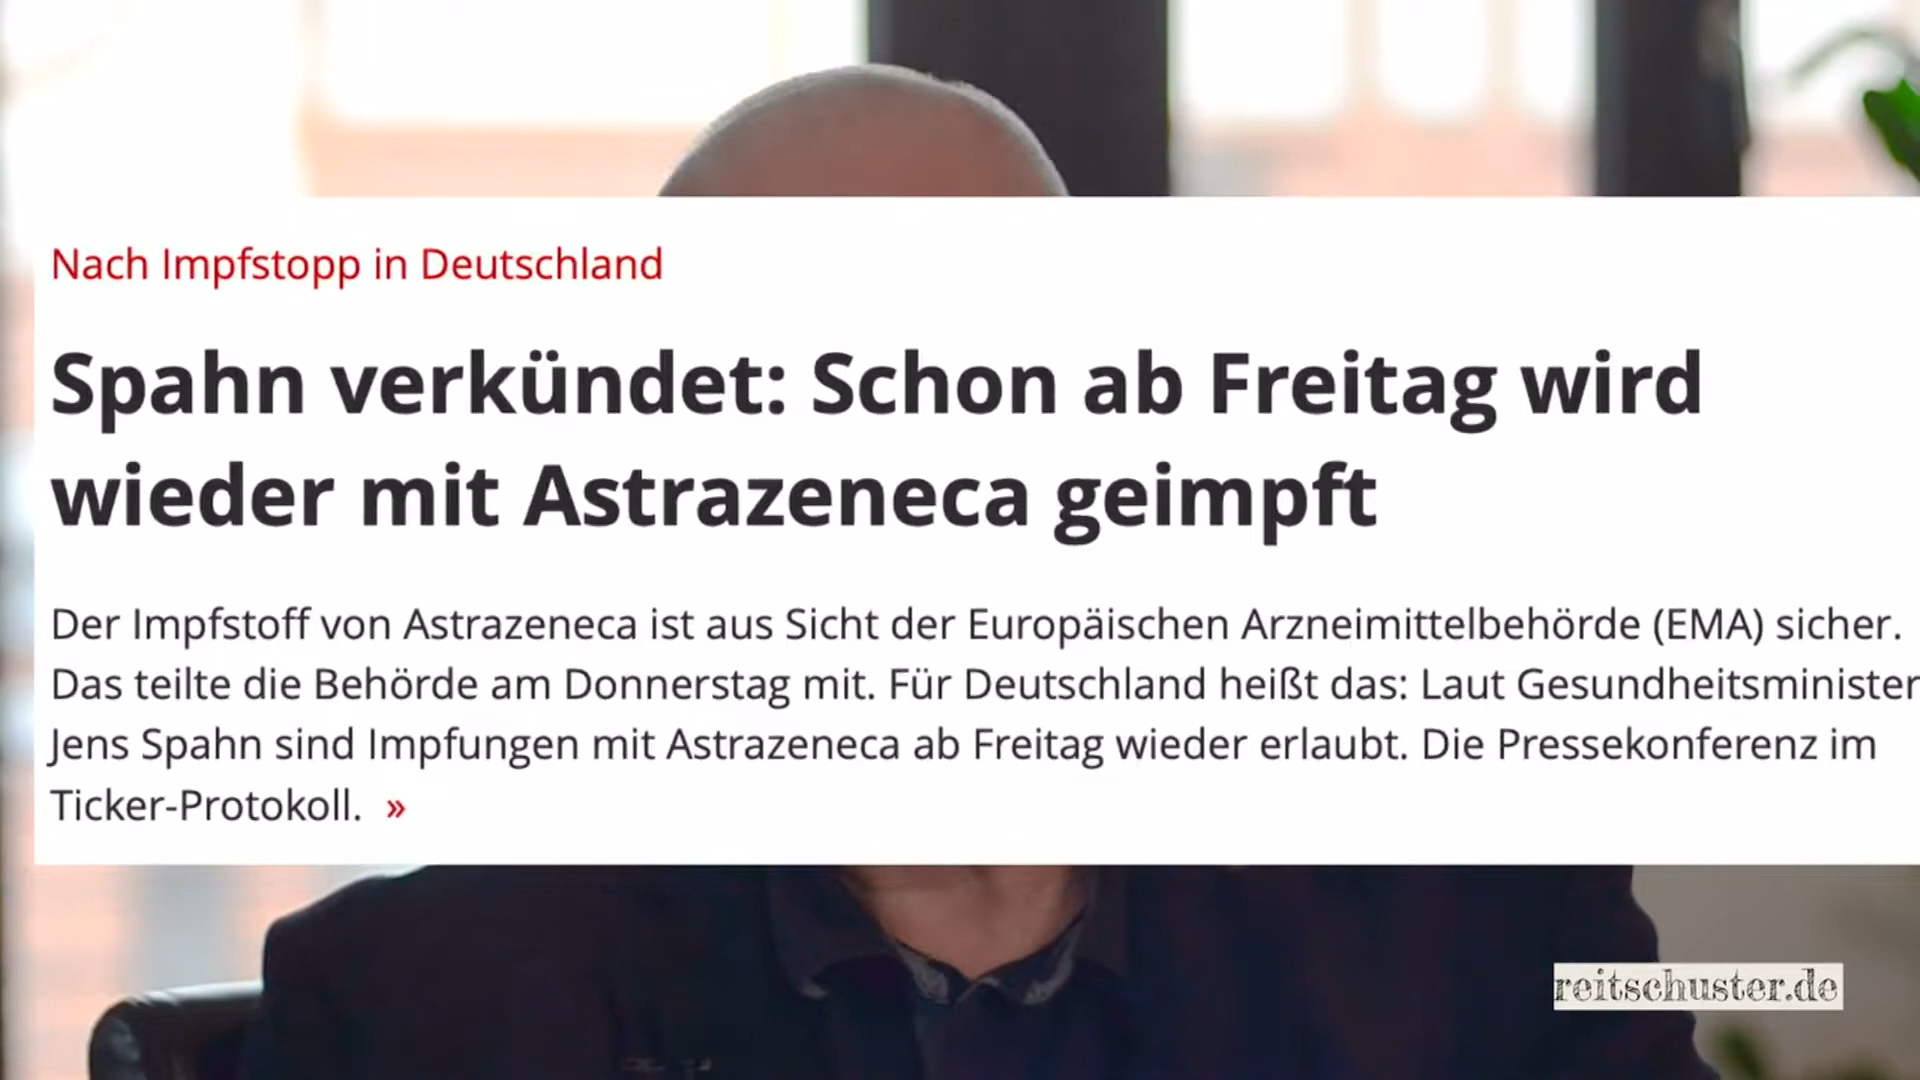 Nach Impfstopp in Deutschland
Spahn verkündet: Schon ab Freitag wird
wieder mit Astrazeneca geimpft
Der Impfstoff von Astrazeneca ist aus Sicht der Europäischen Arzneimittelbehörde (EMA) sicher.
Das teilte die Behörde am Donnerstag mit. Für Deutschland heißt das: Laut Gesundheitsminister
Jens Spahn sind Impfungen mit Astrazeneca ab Freitag wieder erlaubt. Die Pressekonferenz im
Ticker-Protokoll. »
reitschuster.de